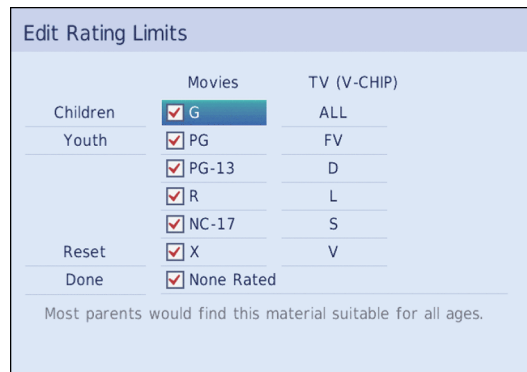 Edit Rating Limits
Movies TV (V-CHIP)
Children G ALL
Youth PG FV
PG-13 D
R L
NC-17 S
Reset X V
Done None Rated
Most parents would find this material suitable for all ages.